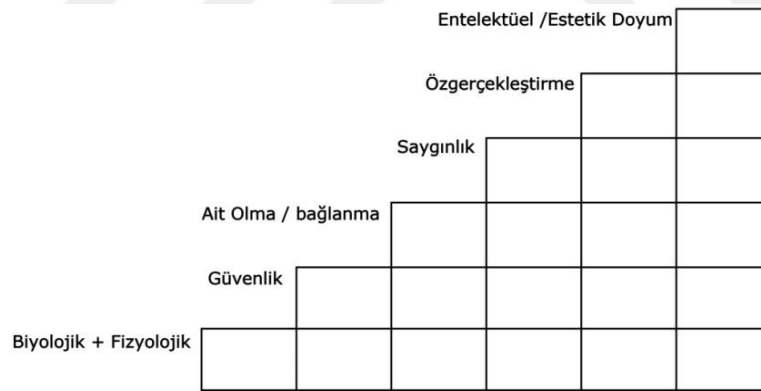 Entelektüel /Estetik Doyum
Özgerçekleştirme
Saygınlık
Ait Olma / bağlanma
Güvenlik
Biyolojik + Fizyolojik